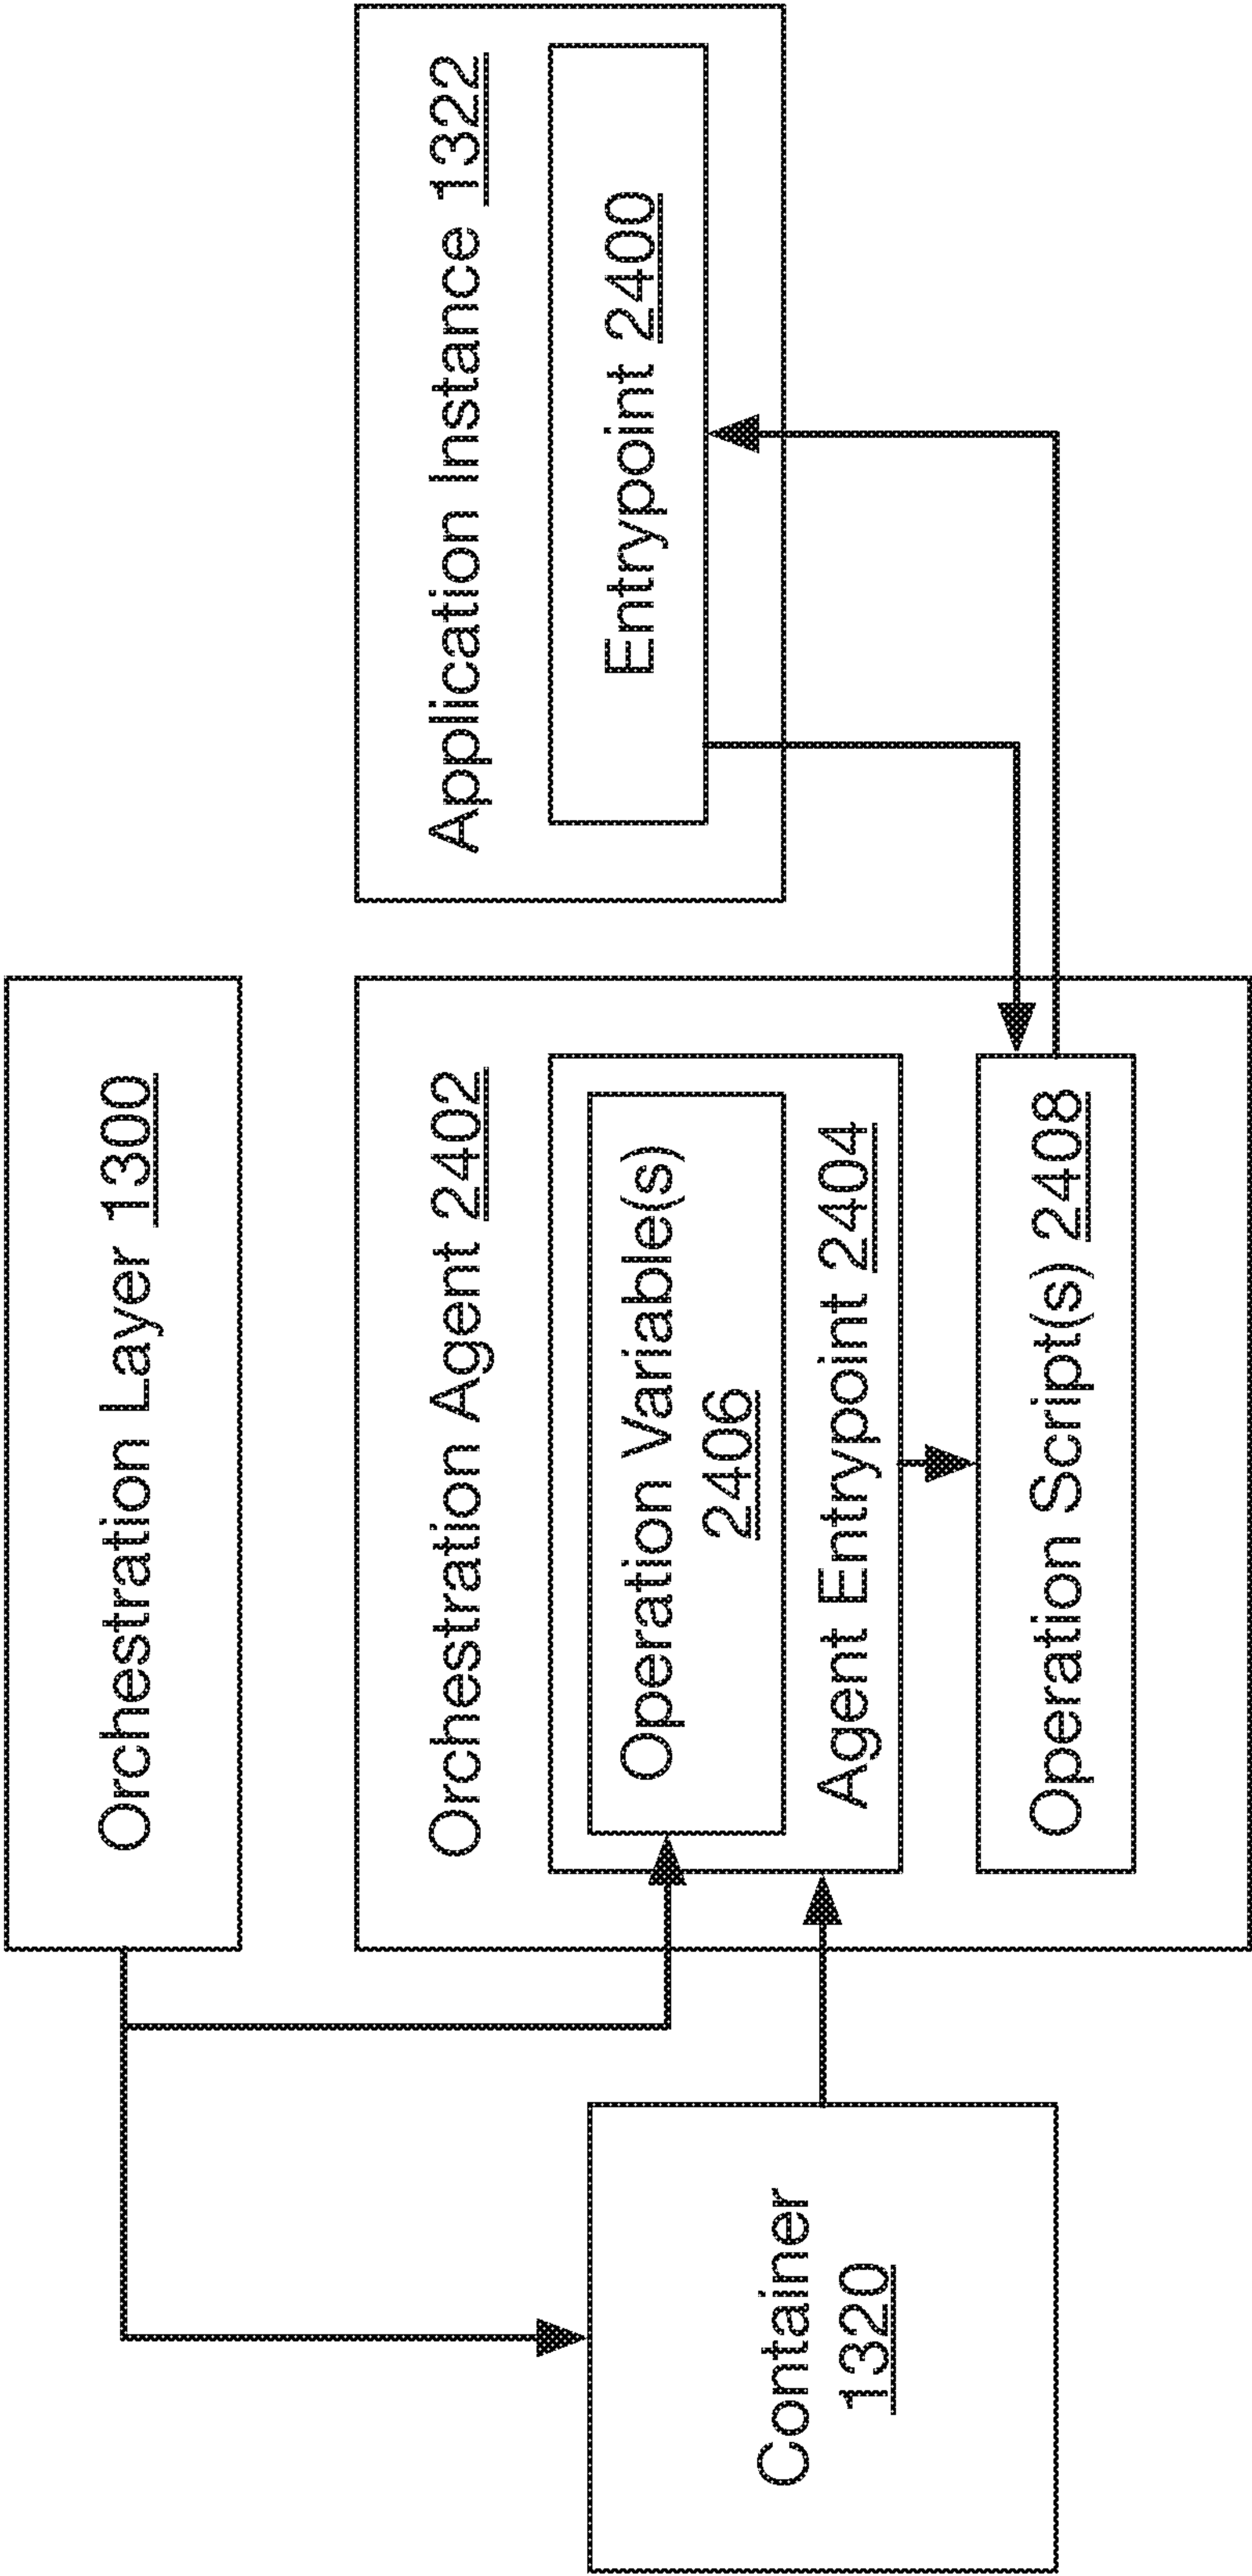 Orchestration Layer 1300
Container
1320
Orchestration Agent 2402
Operation Variable(s)
2406
Agent Entrypoint 2404
Operation Script(s) 2408
Application Instance 1322
Entrypoint 2400